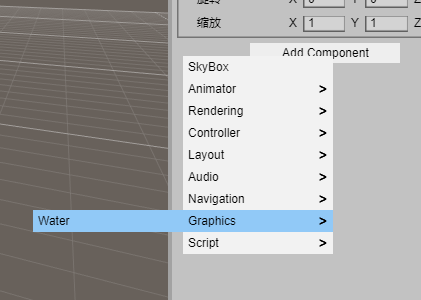 旋转 X 0 Y 0 Z
缩放 X 1 Y 1 Z
Add Component
SkyBox
Animator >
Rendering >
Controller >
Layout >
Audio >
Navigation >
Water Graphics >
Script >